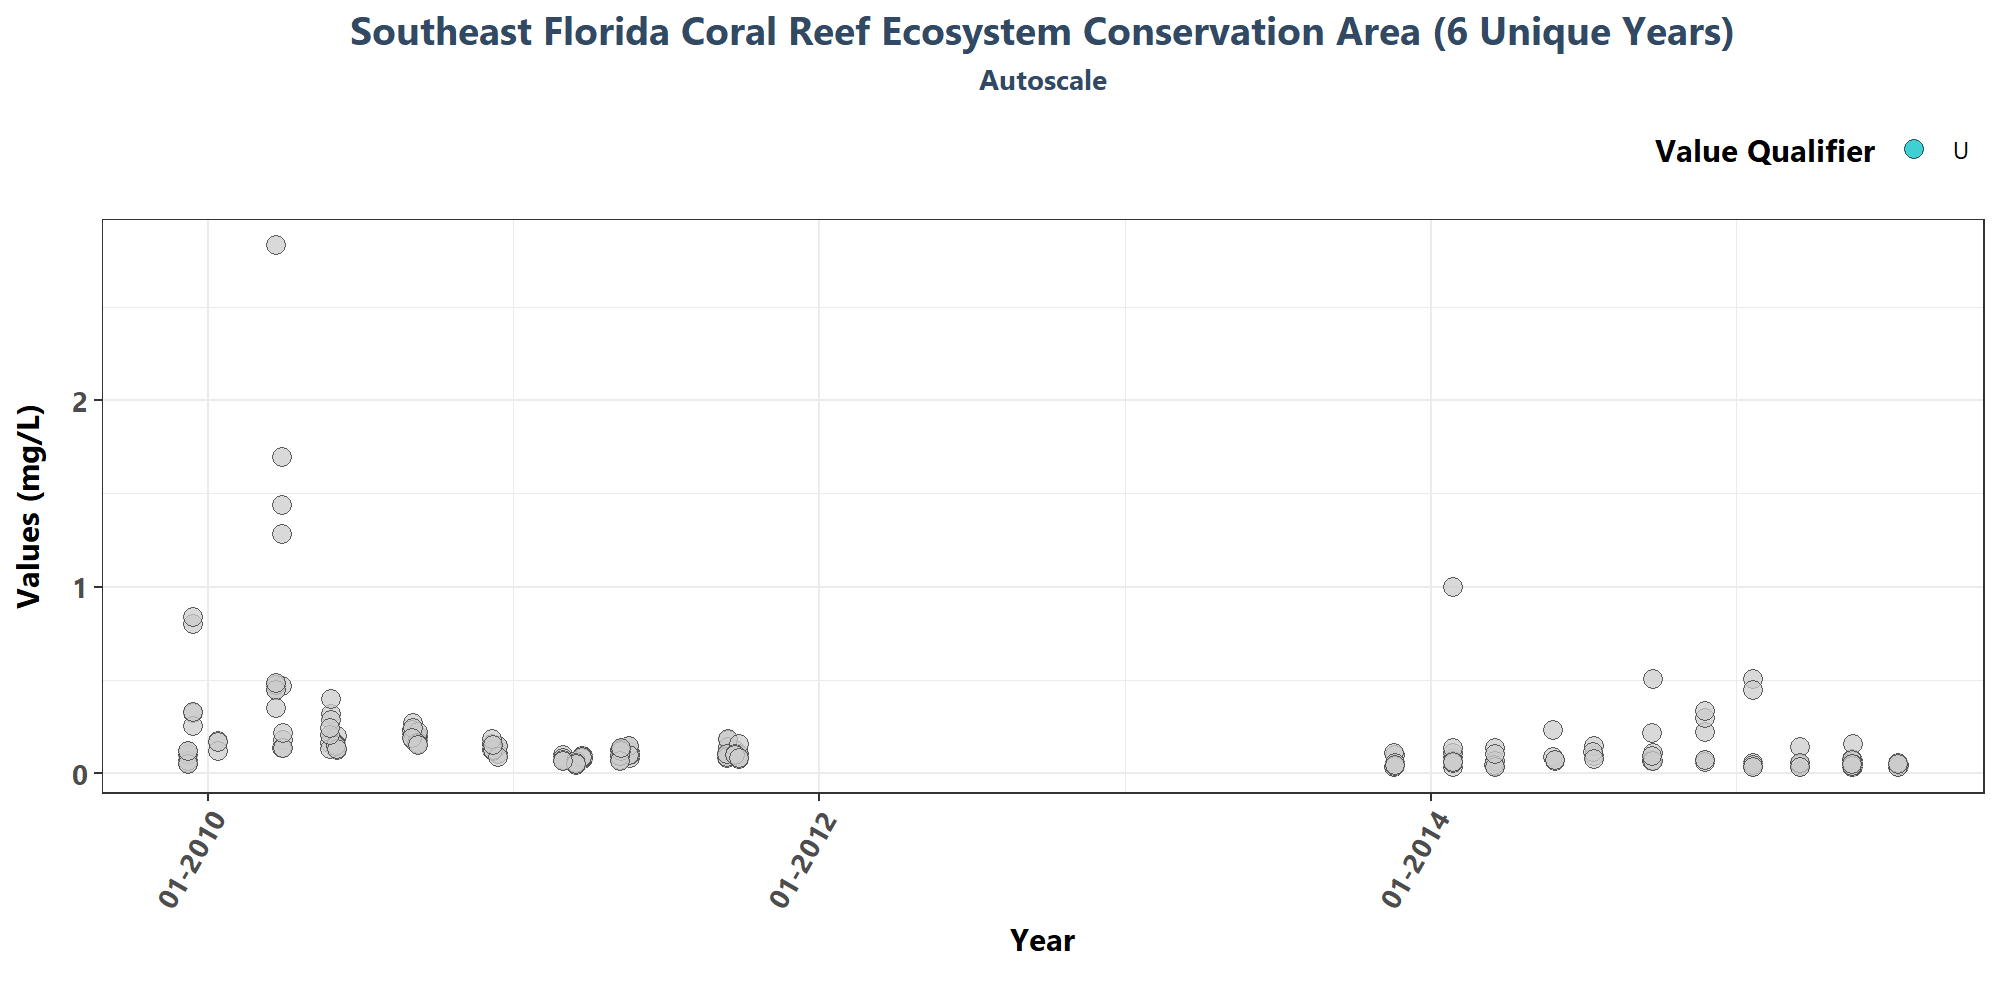 Southeast Florida Coral Reef Ecosystem Conservation Area (6 Unique Years)
Autoscale
Value Qualifier U
Values (mg/L)
2
1
0
01-2010 01-2012 01-2014
Year